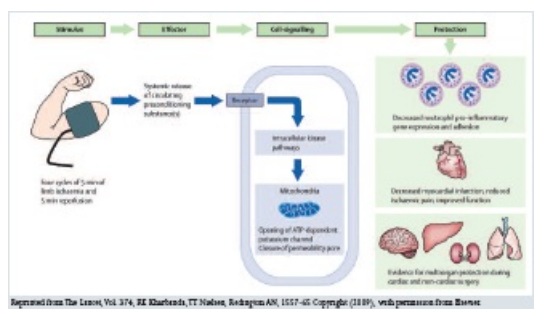 Stimulus
Effector
Cell-signalling
Protection
Systemic release
of circulating
preconditioning
substance(s)
Receptor
Intracellular kinase
pathways
Mitochondria
Opening of ATP-dependent
potassium channel
Closure of permeability pore
Four cycles of 5 min of
limb ischaemia and
5 min reperfusion
Decreased neutrophil pro-inflammatory
gene expression and adhesion
Decreased myocardial infarction, reduced
ischaemic pain, improved function
Evidence for multiorgan protection during
cardiac and non-cardiac surgery
Reprinted from The Lancet, Vol. 374, RK Kharbanda, TT Nielsen, Redington AN, 1557-65 Copyright (2009), with permission from Elsevier